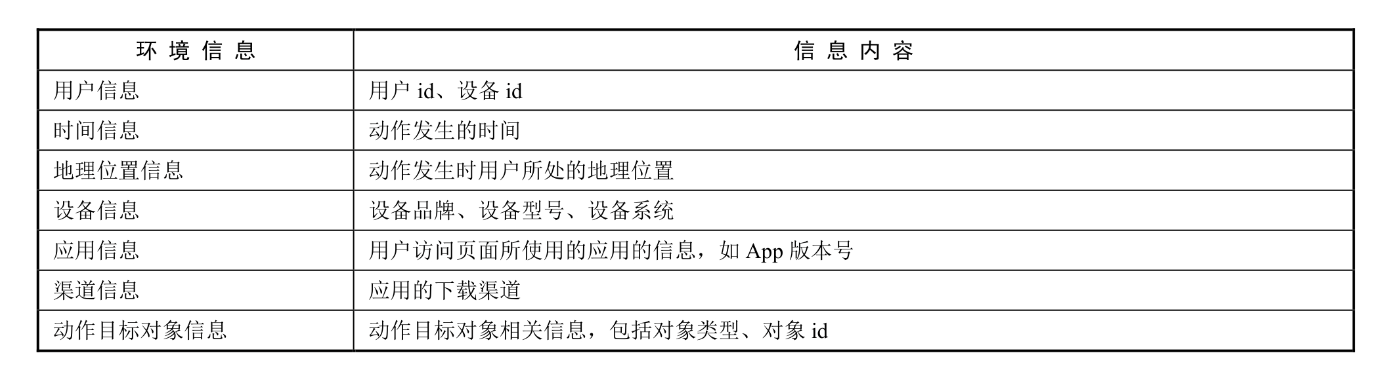 环境信息 信息内容
用户信息 用户 id、设备 id
时间信息 动作发生的时间
地理位置信息 动作发生时用户所处的地理位置
设备信息 设备品牌、设备型号、设备系统
应用信息 用户访问页面所使用的应用的信息，如 App 版本号
渠道信息 应用的下载渠道
动作目标对象信息 动作目标对象相关信息，包括对象类型、对象 id